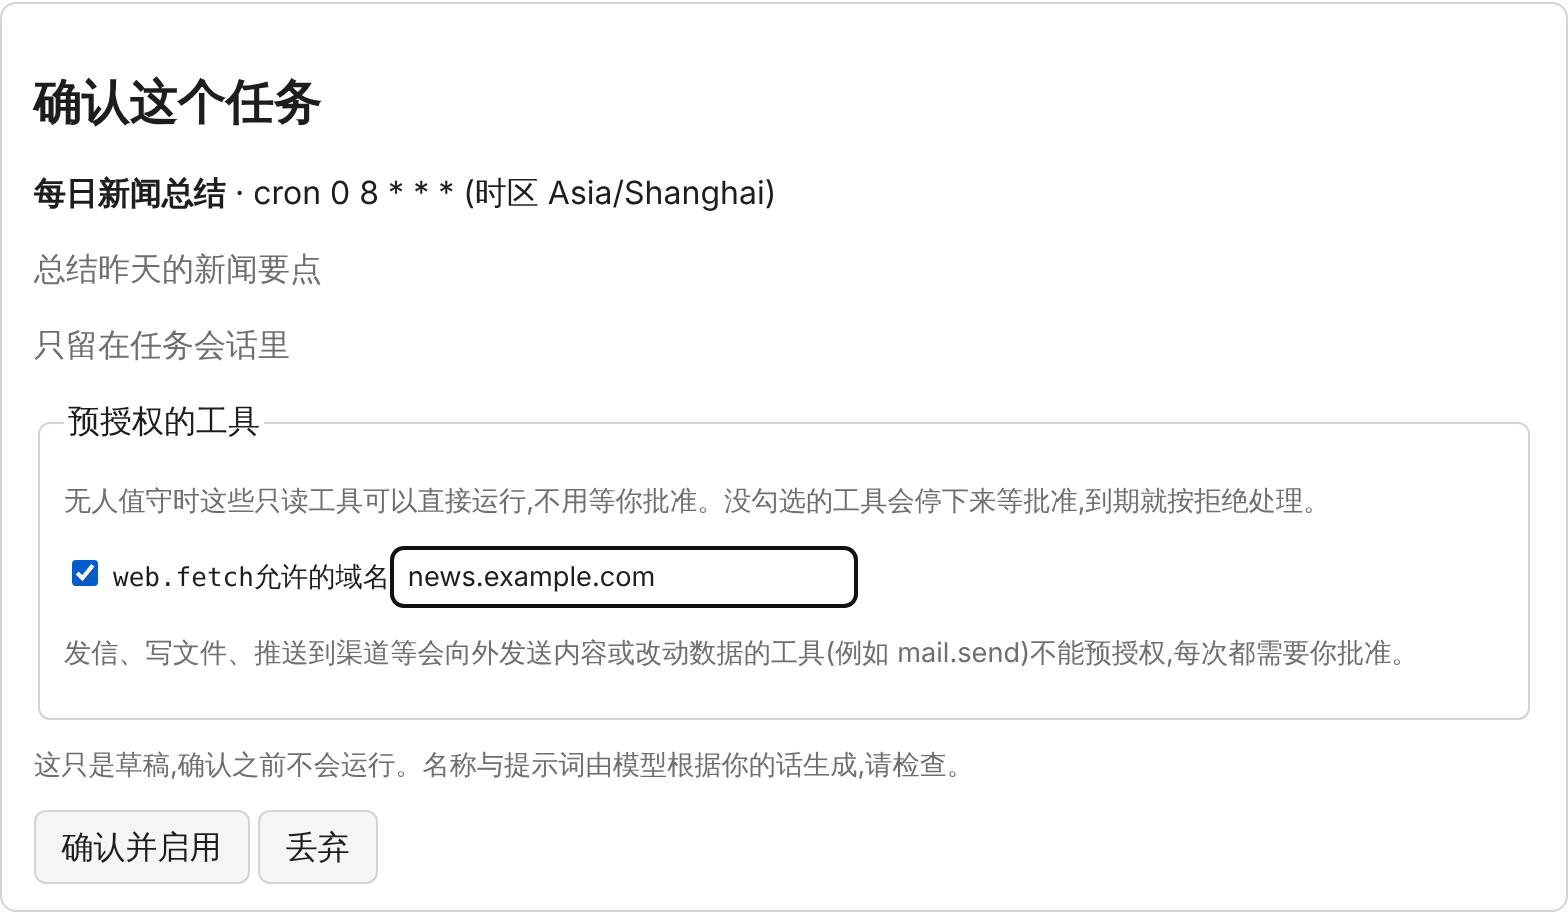 确认这个任务
每日新闻总结 · cron 0 8 * * * (时区 Asia/Shanghai)
总结昨天的新闻要点
只留在任务会话里
预授权的工具
无人值守时这些只读工具可以直接运行,不用等你批准。没勾选的工具会停下来等批准,到期就按拒绝处理。
web.fetch允许的域名 news.example.com
发信、写文件、推送到渠道等会向外发送内容或改动数据的工具(例如 mail.send)不能预授权,每次都需要你批准。
这只是草稿,确认之前不会运行。名称与提示词由模型根据你的话生成,请检查。
确认并启用 丢弃